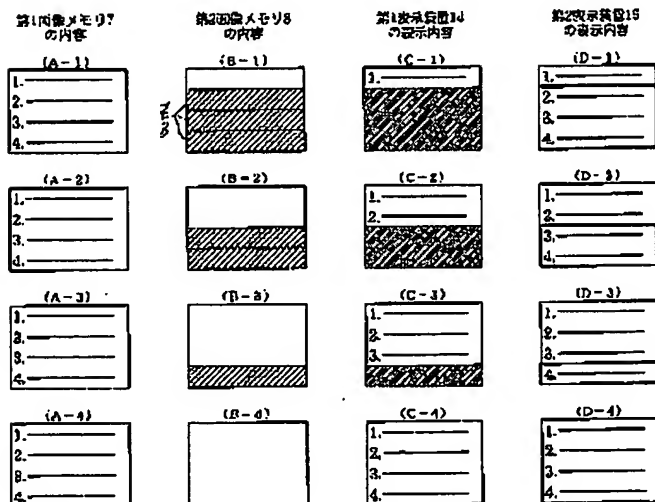 第1画像メモリ7 第2画像メモリ8 第1表示装置14 第2表示装置15
の内容 の内容 の表示内容 の表示内容
(A-1) (B-1) (C-1) (D-1)
1. 1. 1.
2. 2.
3. 3.
4. 4.
(A-2) (B-2) (C-2) (D-2)
1. 1. 1.
2. 2. 2.
3. 3.
4. 4.
(A-3) (B-3) (C-3) (D-3)
1. 1. 1.
2. 2. 2.
3. 3. 3.
4. 4.
(A-4) (B-4) (C-4) (D-4)
1. 1. 1.
2. 2. 2.
3. 3. 3.
4. 4. 4.